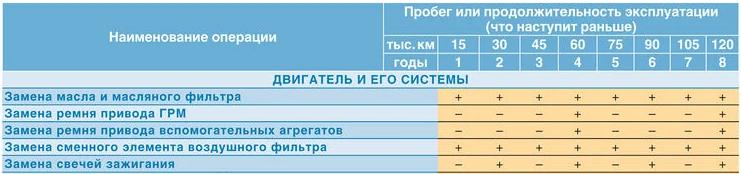 Наименование операции
Пробег или продолжительность эксплуатации
(что наступит раньше)
тыс. км 15 30 45 60 75 90 105 120
годы 1 2 3 4 5 6 7 8
ДВИГАТЕЛЬ И ЕГО СИСТЕМЫ
Замена масла и масляного фильтра + + + + + + + +
Замена ремня привода ГРМ – – – + – – – +
Замена ремня привода вспомогательных агрегатов – – – + – – – +
Замена сменного элемента воздушного фильтра + + + + + + + +
Замена свечей зажигания – + – + – + – +